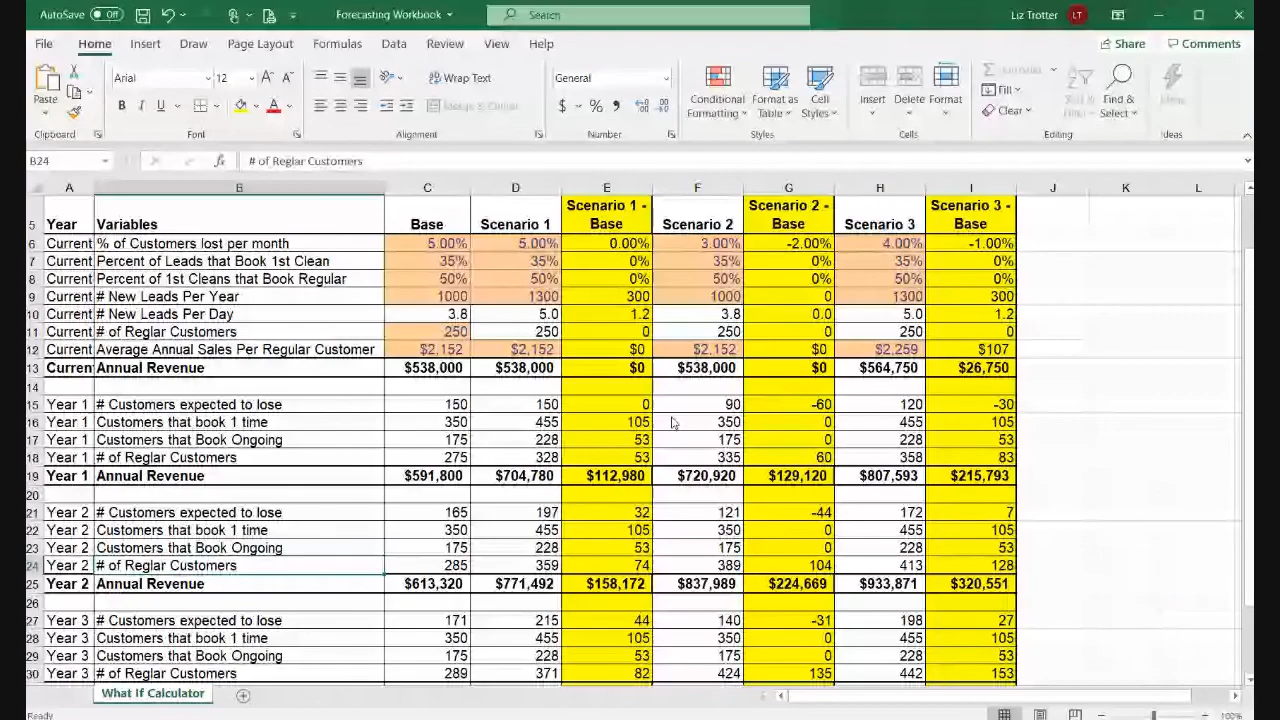 AutoSave Off Forecasting Workbook Search Liz Trotter LT
File Home Insert Draw Page Layout Formulas Data Review View Help Share Comments
Paste Arial 12 A A Wrap Text General Conditional Formatting Format as Table Cell Styles Insert Delete Format Fill Clear Find & Select
B I U A $ % Merge & Center
Clipboard Font Alignment Number Styles Cells Editing Ideas
B24 fx # of Reglar Customers
A B C D E F G H I J K L
5 Year Variables Base Scenario 1 Scenario 1 - Base Scenario 2 Scenario 2 - Base Scenario 3 Scenario 3 - Base
6 Current % of Customers lost per month 5.00% 5.00% 0.00% 3.00% -2.00% 4.00% -1.00%
7 Current Percent of Leads that Book 1st Clean 35% 35% 0% 35% 0% 35% 0%
8 Current Percent of 1st Cleans that Book Regular 50% 50% 0% 50% 0% 50% 0%
9 Current # New Leads Per Year 1000 1300 300 1000 0 1300 300
10 Current # New Leads Per Day 3.8 5.0 1.2 3.8 0.0 5.0 1.2
11 Current # of Reglar Customers 250 250 0 250 0 250 0
12 Current Average Annual Sales Per Regular Customer $2,152 $2,152 $0 $2,152 $0 $2,259 $107
13 Curren Annual Revenue $538,000 $538,000 $0 $538,000 $0 $564,750 $26,750
14
15 Year 1 # Customers expected to lose 150 150 0 90 -60 120 -30
16 Year 1 Customers that book 1 time 350 455 105 350 0 455 105
17 Year 1 Customers that Book Ongoing 175 228 53 175 0 228 53
18 Year 1 # of Reglar Customers 275 328 53 335 60 358 83
19 Year 1 Annual Revenue $591,800 $704,780 $112,980 $720,920 $129,120 $807,593 $215,793
20
21 Year 2 # Customers expected to lose 165 197 32 121 -44 172 7
22 Year 2 Customers that book 1 time 350 455 105 350 0 455 105
23 Year 2 Customers that Book Ongoing 175 228 53 175 0 228 53
24 Year 2 # of Reglar Customers 285 359 74 389 104 413 128
25 Year 2 Annual Revenue $613,320 $771,492 $158,172 $837,989 $224,669 $933,871 $320,551
26
27 Year 3 # Customers expected to lose 171 215 44 140 -31 198 27
28 Year 3 Customers that book 1 time 350 455 105 350 0 455 105
29 Year 3 Customers that Book Ongoing 175 228 53 175 0 228 53
30 Year 3 # of Reglar Customers 289 371 82 424 135 442 153
What If Calculator
Ready 100%